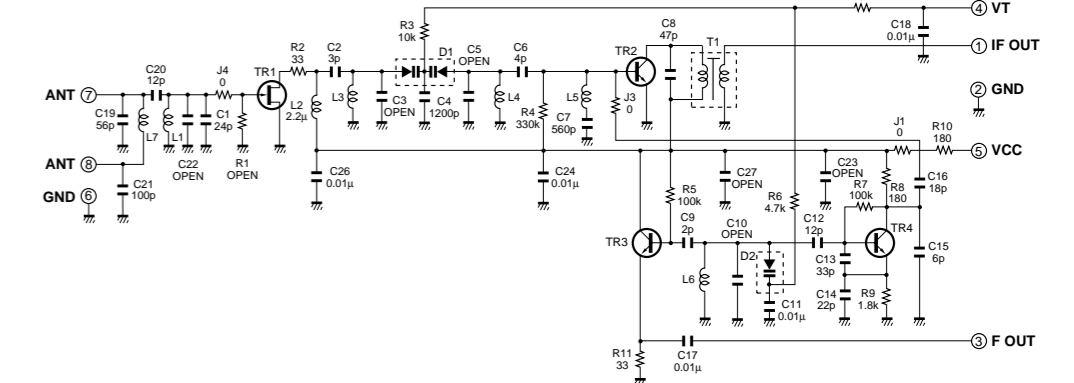 ④ VT
R3
10k
C8
47p
C18
0.01μ
T1
① IF OUT
R2
33
C2
3p
D1
C5
OPEN
C6
4p
TR2
TR1
C20
12p
J4
0
② GND
ANT ⑦
L2
2.2μ
L3
C3
OPEN
C4
1200p
L4
R4
330k
L5
C7
560p
J3
0
C19
56p
L7
L1
C1
24p
J1
0
R10
180
⑤ VCC
ANT ⑧
C22
OPEN
R1
OPEN
C21
100p
GND ⑥
C26
0.01μ
C24
0.01μ
C27
OPEN
C23
OPEN
R5
100k
R6
4.7k
R7
100k
R8
180
C16
18p
C9
2p
C10
OPEN
C12
12p
TR3
TR4
D2
L6
C13
33p
C15
6p
C14
22p
R9
1.8k
C11
0.01μ
R11
33
C17
0.01μ
③ F OUT